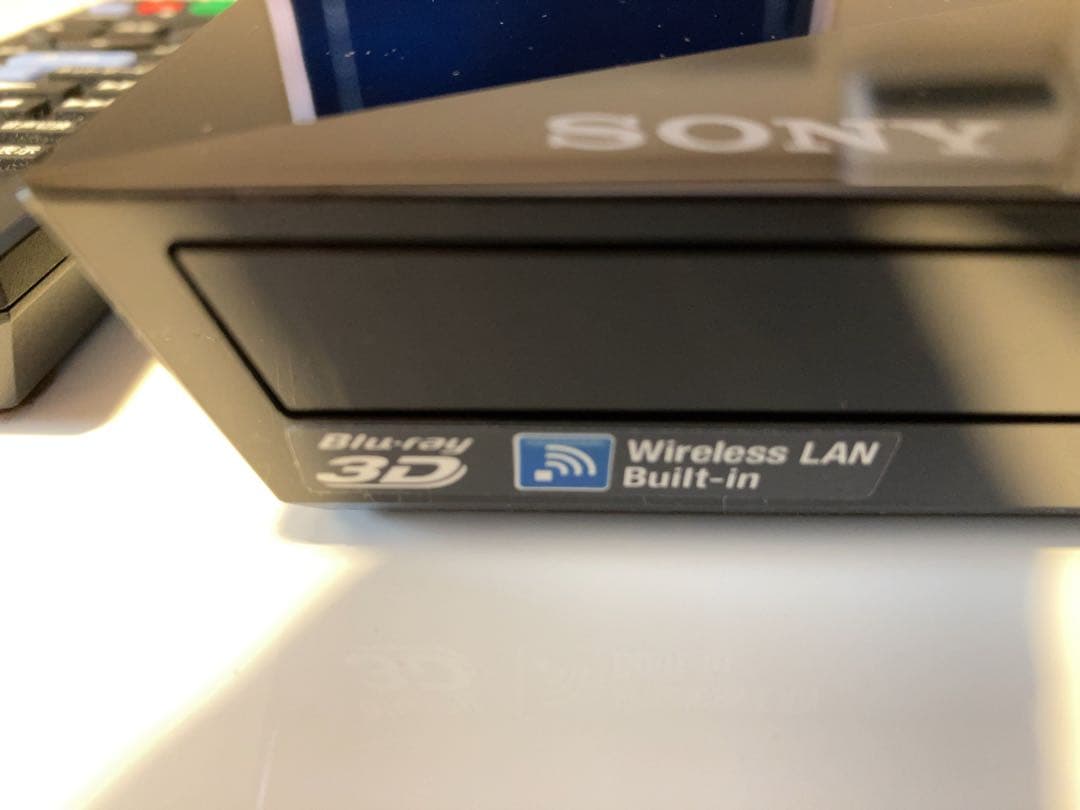 SONY
Blu-ray
3D
Wireless LAN
Built-in